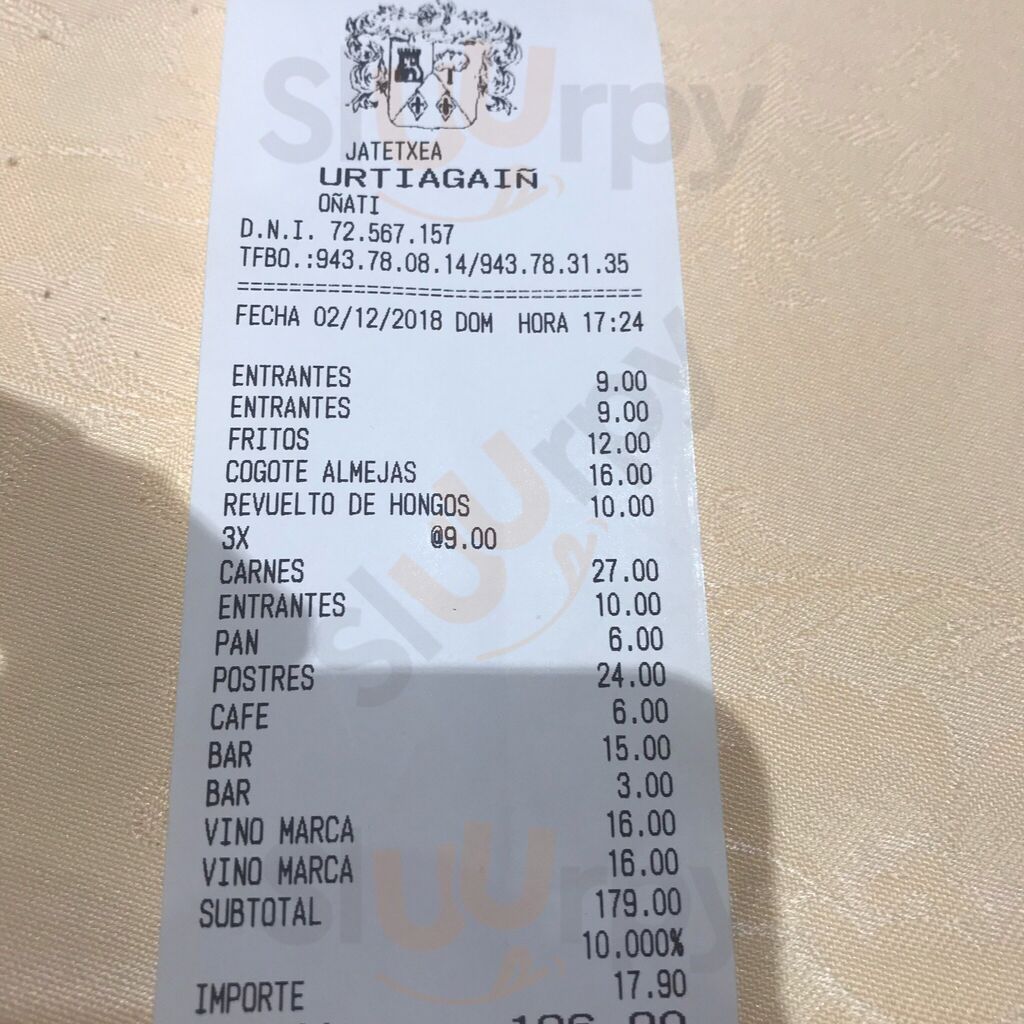 JATETXEA
URTIAGAIÑ
OÑATI
D.N.I. 72.567.157
TFBO.:943.78.08.14/943.78.31.35
================================
FECHA 02/12/2018 DOM HORA 17:24
ENTRANTES 9.00
ENTRANTES 9.00
FRITOS 12.00
COGOTE ALMEJAS 16.00
REVUELTO DE HONGOS 10.00
3X @9.00
CARNES 27.00
ENTRANTES 10.00
PAN 6.00
POSTRES 24.00
CAFE 6.00
BAR 15.00
BAR 3.00
VINO MARCA 16.00
VINO MARCA 16.00
SUBTOTAL 179.00
10.000%
IMPORTE 17.90
Sluurpy
Sluurpy
Sluurpy